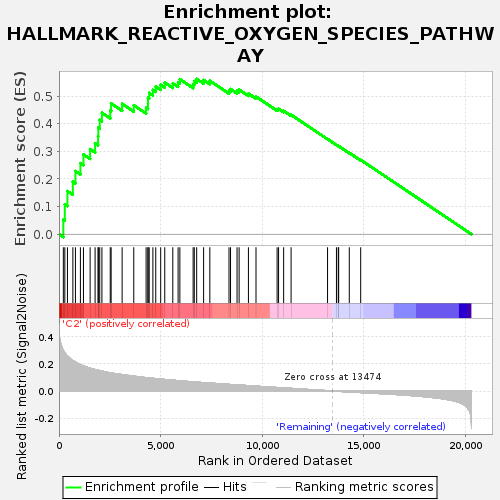 Enrichment plot:
HALLMARK_REACTIVE_OXYGEN_SPECIES_PATHW
AY
Enrichment score (ES)
0.5
0.4
0.3
0.2
0.1
0.0
'C2' (positively correlated)
Ranked list metric (Signal2Noise)
0.4
0.2
0.0
-0.2
Zero cross at 13474
'Remaining' (negatively correlated)
0
5,000
10,000
15,000
20,000
Rank in Ordered Dataset
Enrichment profile
Hits
Ranking metric scores